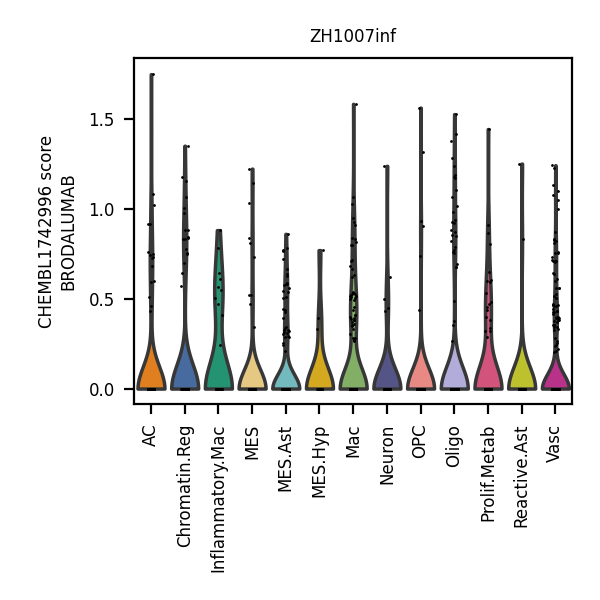 ZH1007inf
CHEMBL1742996 score
BRODALUMAB
1.5
1.0
0.5
0.0
AC
Chromatin.Reg
Inflammatory.Mac
MES
MES.Ast
MES.Hyp
Mac
Neuron
OPC
Oligo
Prolif.Metab
Reactive.Ast
Vasc